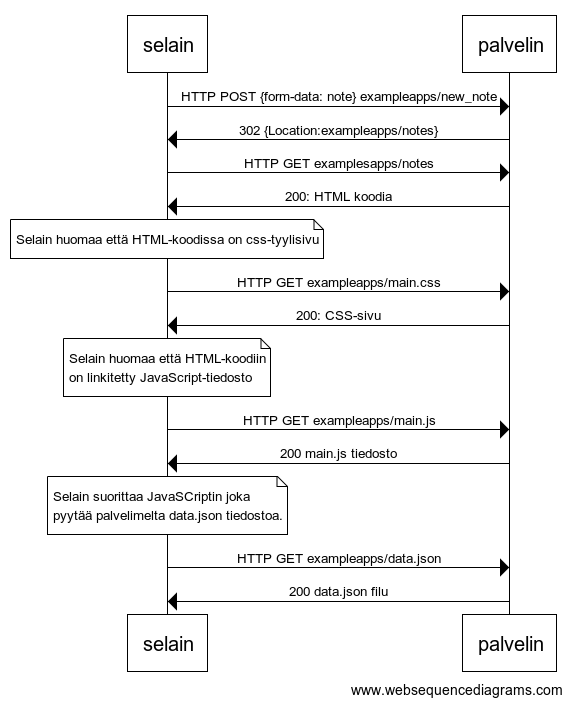 selain
palvelin
HTTP POST {form-data: note} exampleapps/new_note
302 {Location:exampleapps/notes}
HTTP GET examplesapps/notes
200: HTML koodia
Selain huomaa että HTML-koodissa on css-tyylisivu
HTTP GET exampleapps/main.css
200: CSS-sivu
Selain huomaa että HTML-koodiin
on linkitetty JavaScript-tiedosto
HTTP GET exampleapps/main.js
200 main.js tiedosto
Selain suorittaa JavaSCriptin joka
pyytää palvelimelta data.json tiedostoa.
HTTP GET exampleapps/data.json
200 data.json filu
selain
palvelin
www.websequencediagrams.com